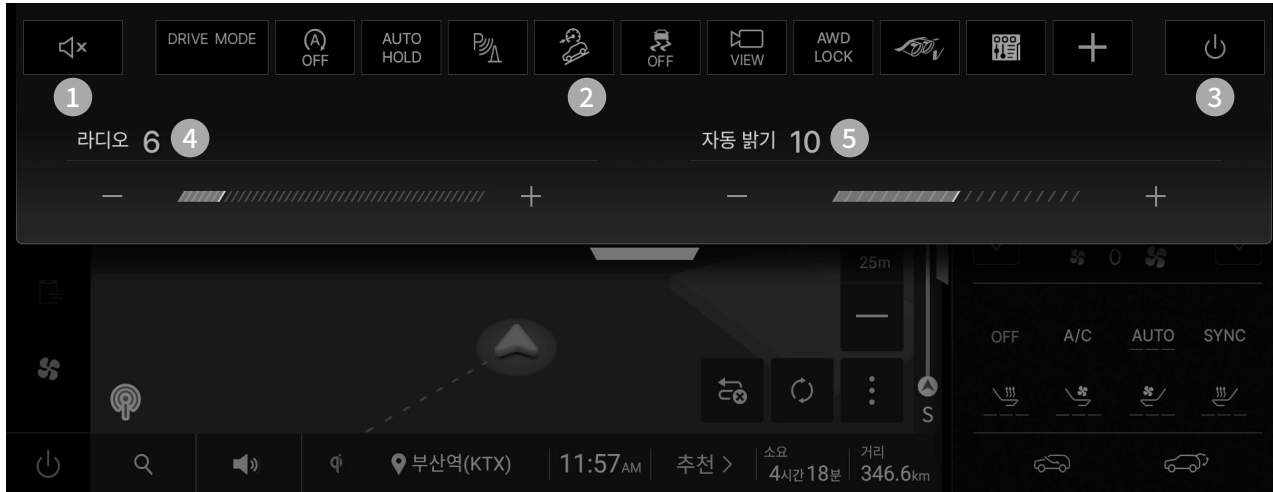 DRIVE MODE
A
OFF
AUTO
HOLD
P
OFF
VIEW
AWD
LOCK
V
1
2
3
라디오 6 4
자동 밝기 10 5
25m
0
OFF
A/C
AUTO
SYNC
S
qi
부산역(KTX)
11:57AM
추천
소요
4시간18분
거리
346.6km